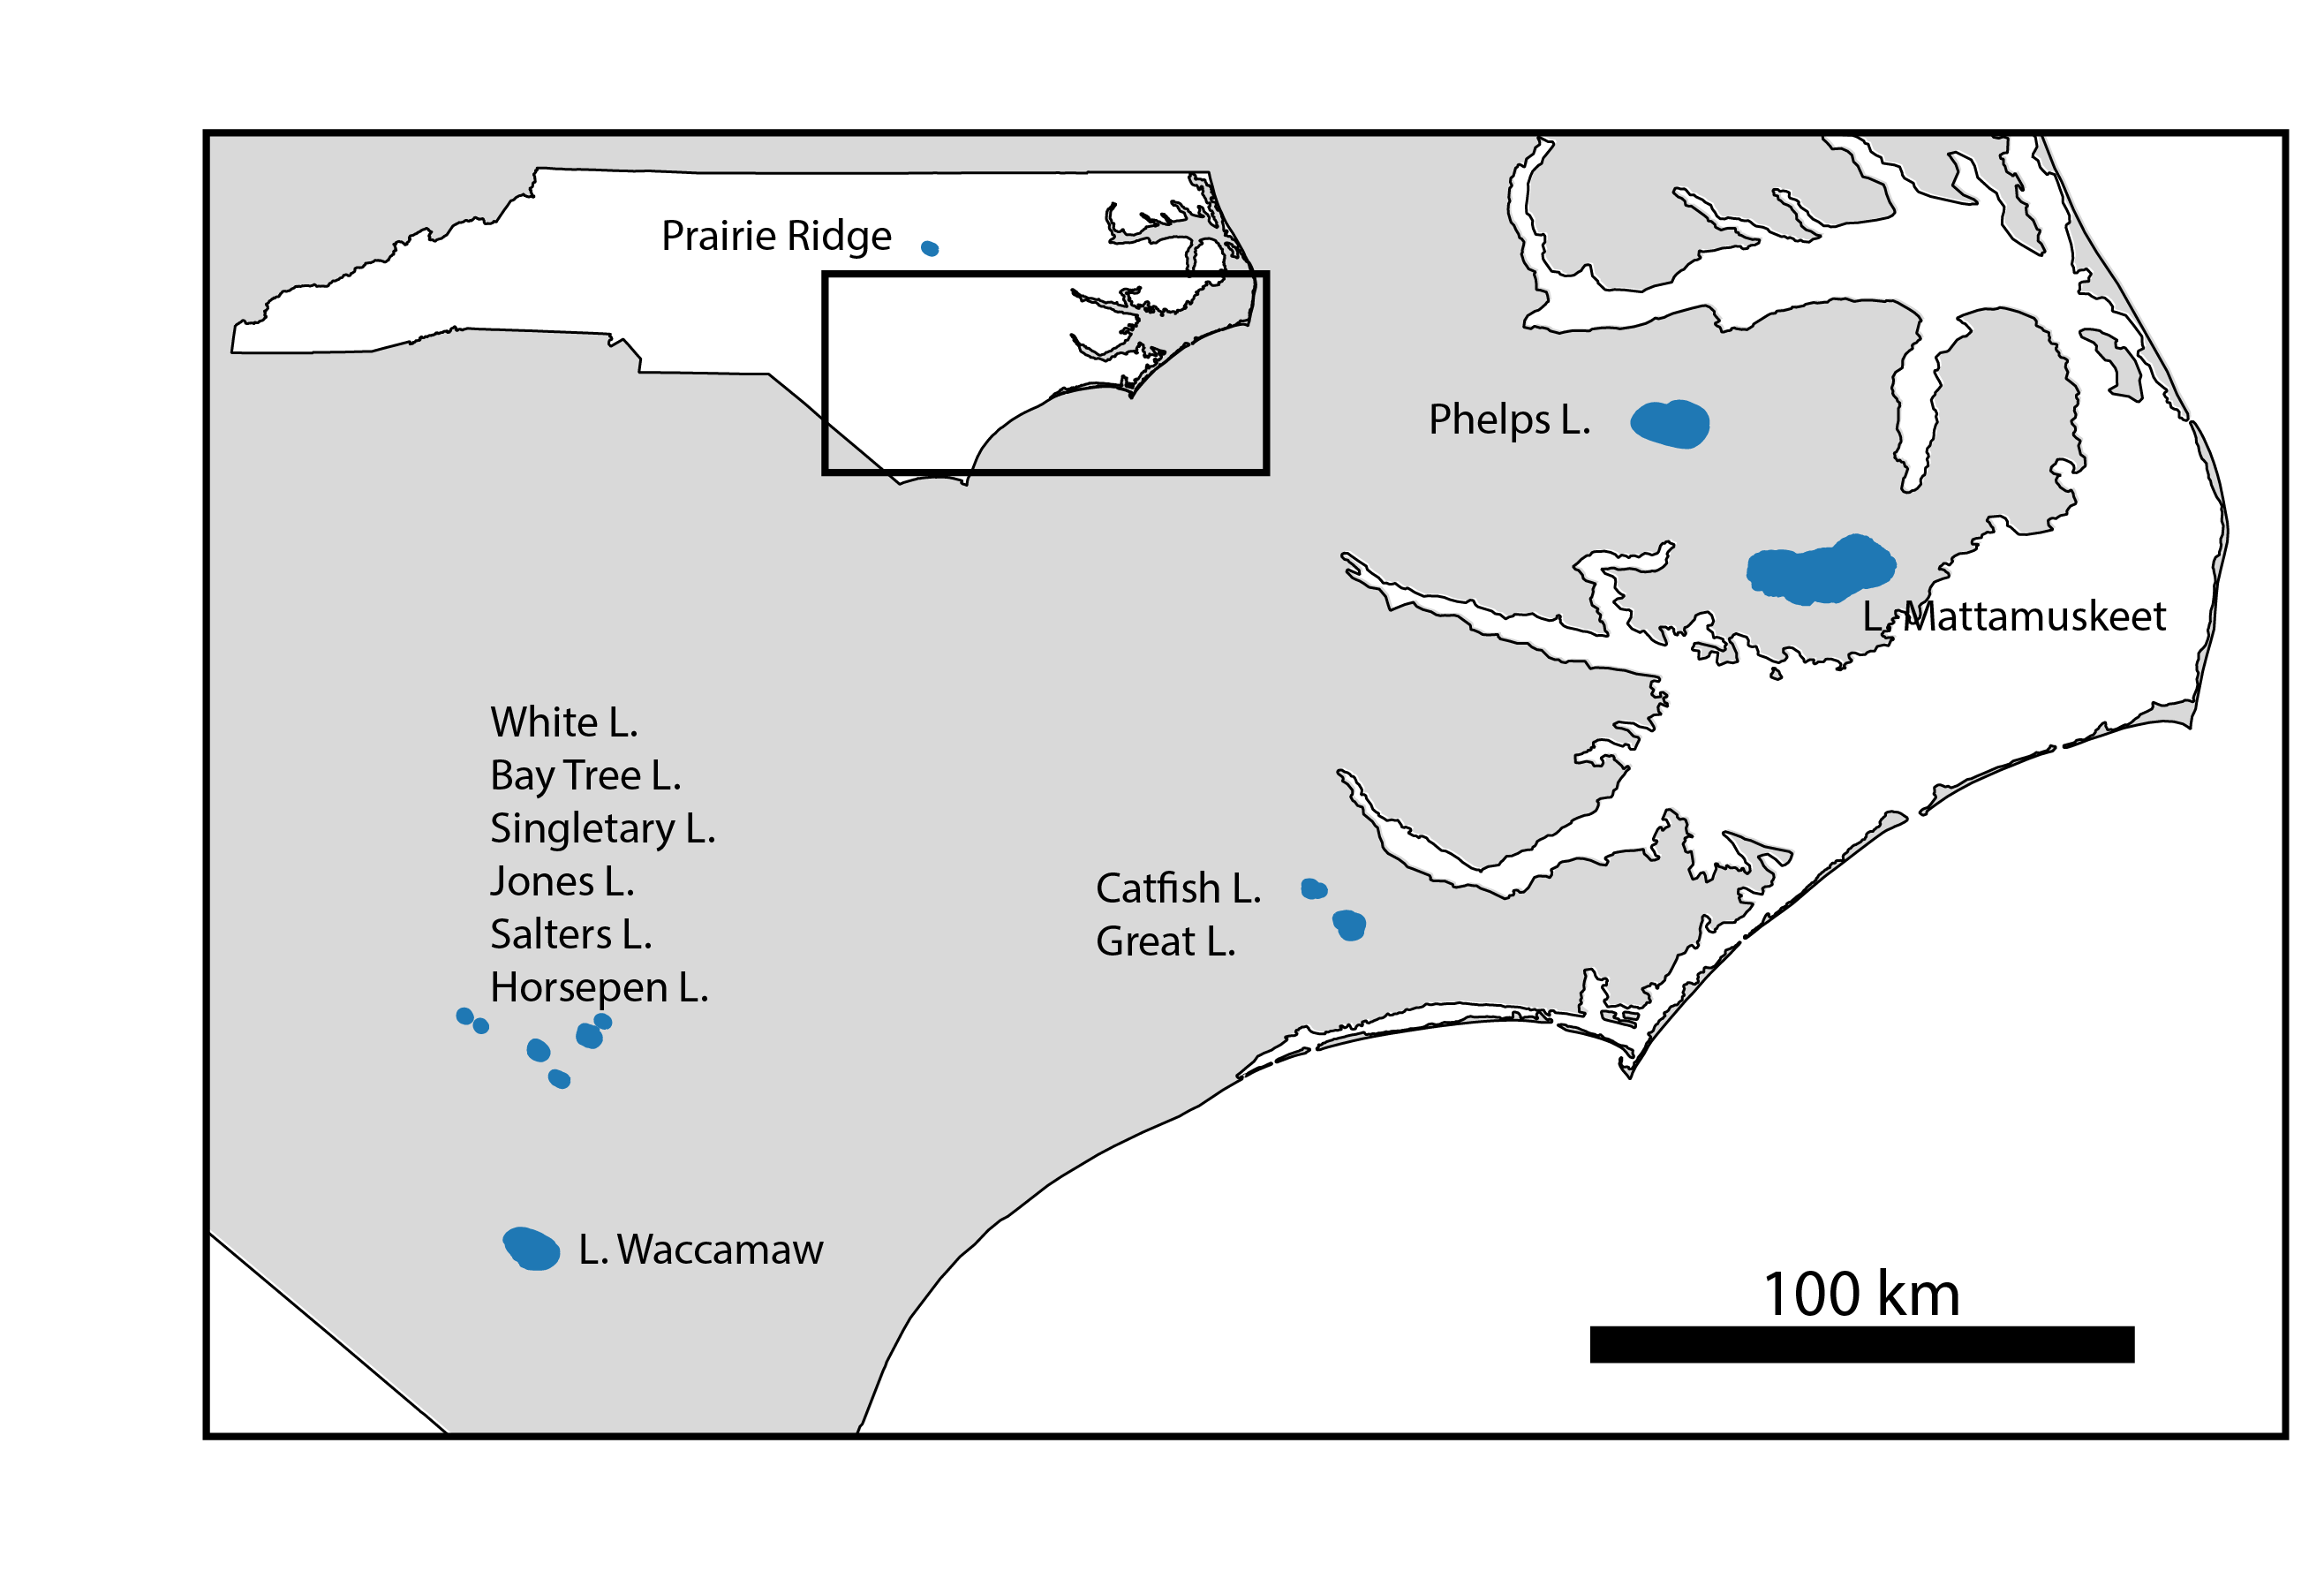 Prairie Ridge
Phelps L.
L. Mattamuskeet
White L.
Bay Tree L.
Singletary L.
Jones L.
Salters L.
Horsepen L.
Catfish L.
Great L.
L. Waccamaw
100 km